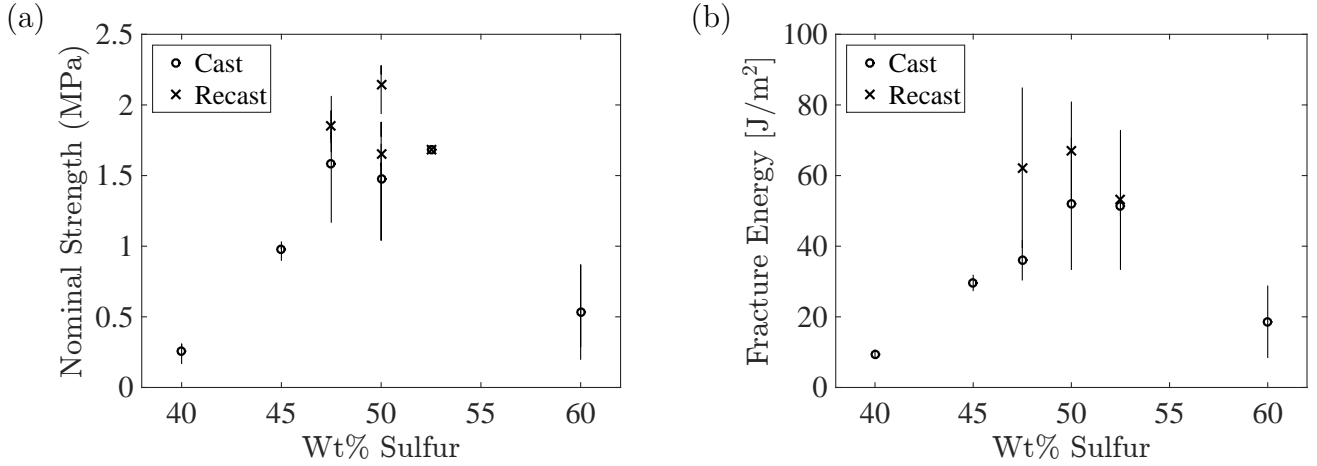 (a)
Nominal Strength (MPa)
2.5
2
1.5
1
0.5
0
Cast
Recast
40 45 50 55 60
Wt% Sulfur
(b)
Fracture Energy [J/m²]
100
80
60
40
20
0
Cast
Recast
40 45 50 55 60
Wt% Sulfur